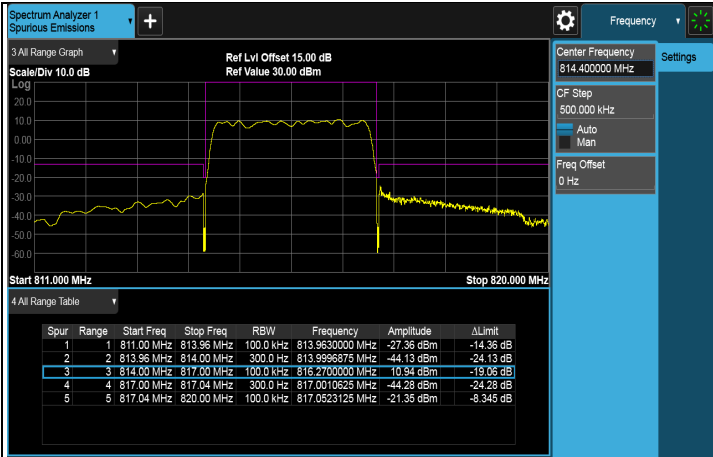 Spectrum Analyzer 1
Spurious Emissions
Frequency
3 All Range Graph
Ref Lvl Offset 15.00 dB
Scale/Div 10.0 dB
Ref Value 30.00 dBm
Log
20.0
10.0
0.00
-10.0
-20.0
-30.0
-40.0
-50.0
-60.0
Start 811.000 MHz
Stop 820.000 MHz
Center Frequency
814.400000 MHz
Settings
CF Step
500.000 kHz
Auto
Man
Freq Offset
0 Hz
4 All Range Table
Spur Range Start Freq Stop Freq RBW Frequency Amplitude ΔLimit
1 1 811.00 MHz 813.96 MHz 100.0 kHz 813.9630000 MHz -27.36 dBm -14.36 dB
2 2 813.96 MHz 814.00 MHz 300.0 Hz 813.9996875 MHz -44.13 dBm -24.13 dB
3 3 814.00 MHz 817.00 MHz 100.0 kHz 816.2700000 MHz 10.94 dBm -19.06 dB
4 4 817.00 MHz 817.04 MHz 300.0 Hz 817.0010625 MHz -44.28 dBm -24.28 dB
5 5 817.04 MHz 820.00 MHz 100.0 kHz 817.0523125 MHz -21.35 dBm -8.345 dB